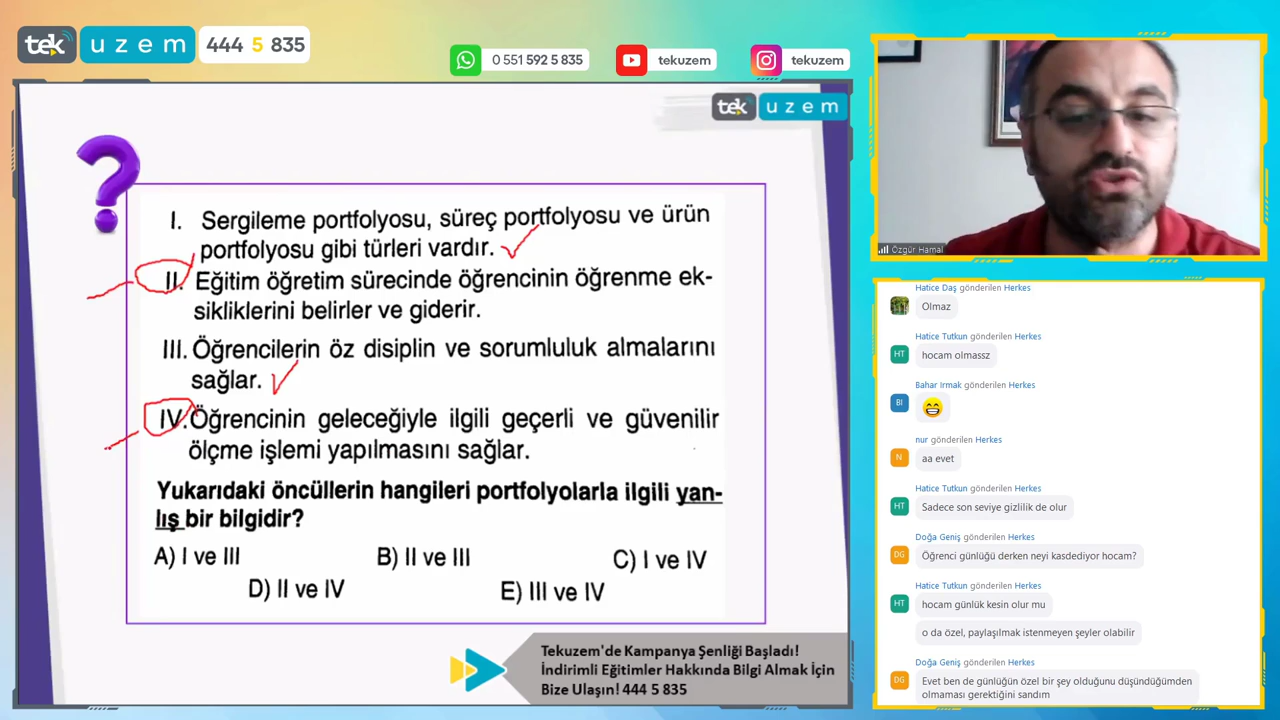 tek uzem 444 5 835
0 551 592 5 835
tekuzem
tekuzem
tek uzem
?
I. Sergileme portfolyosu, süreç portfolyosu ve ürün
portfolyosu gibi türleri vardır.
II. Eğitim öğretim sürecinde öğrencinin öğrenme ek-
sikliklerini belirler ve giderir.
III. Öğrencilerin öz disiplin ve sorumluluk almalarını
sağlar.
IV. Öğrencinin geleceğiyle ilgili geçerli ve güvenilir
ölçme işlemi yapılmasını sağlar.
Yukarıdaki öncüllerin hangileri portfolyolarla ilgili yan-
lış bir bilgidir?
A) I ve III B) II ve III C) I ve IV
D) II ve IV E) III ve IV
Tekuzem'de Kampanya Şenliği Başladı!
İndirimli Eğitimler Hakkında Bilgi Almak İçin
Bize Ulaşın! 444 5 835
Özgür Hamal
Hatice Daş gönderilen Herkes
Olmaz
Hatice Tutkun gönderilen Herkes
HT
hocam olmassz
Bahar Irmak gönderilen Herkes
BI
nur gönderilen Herkes
N
aa evet
Hatice Tutkun gönderilen Herkes
HT
Sadece son seviye gizlilik de olur
Doğa Geniş gönderilen Herkes
DG
Öğrenci günlüğü derken neyi kasdediyor hocam?
Hatice Tutkun gönderilen Herkes
HT
hocam günlük kesin olur mu
o da özel, paylaşılmak istenmeyen şeyler olabilir
Doğa Geniş gönderilen Herkes
DG
Evet ben de günlüğün özel bir şey olduğunu düşündüğümden
olmaması gerektiğini sandım